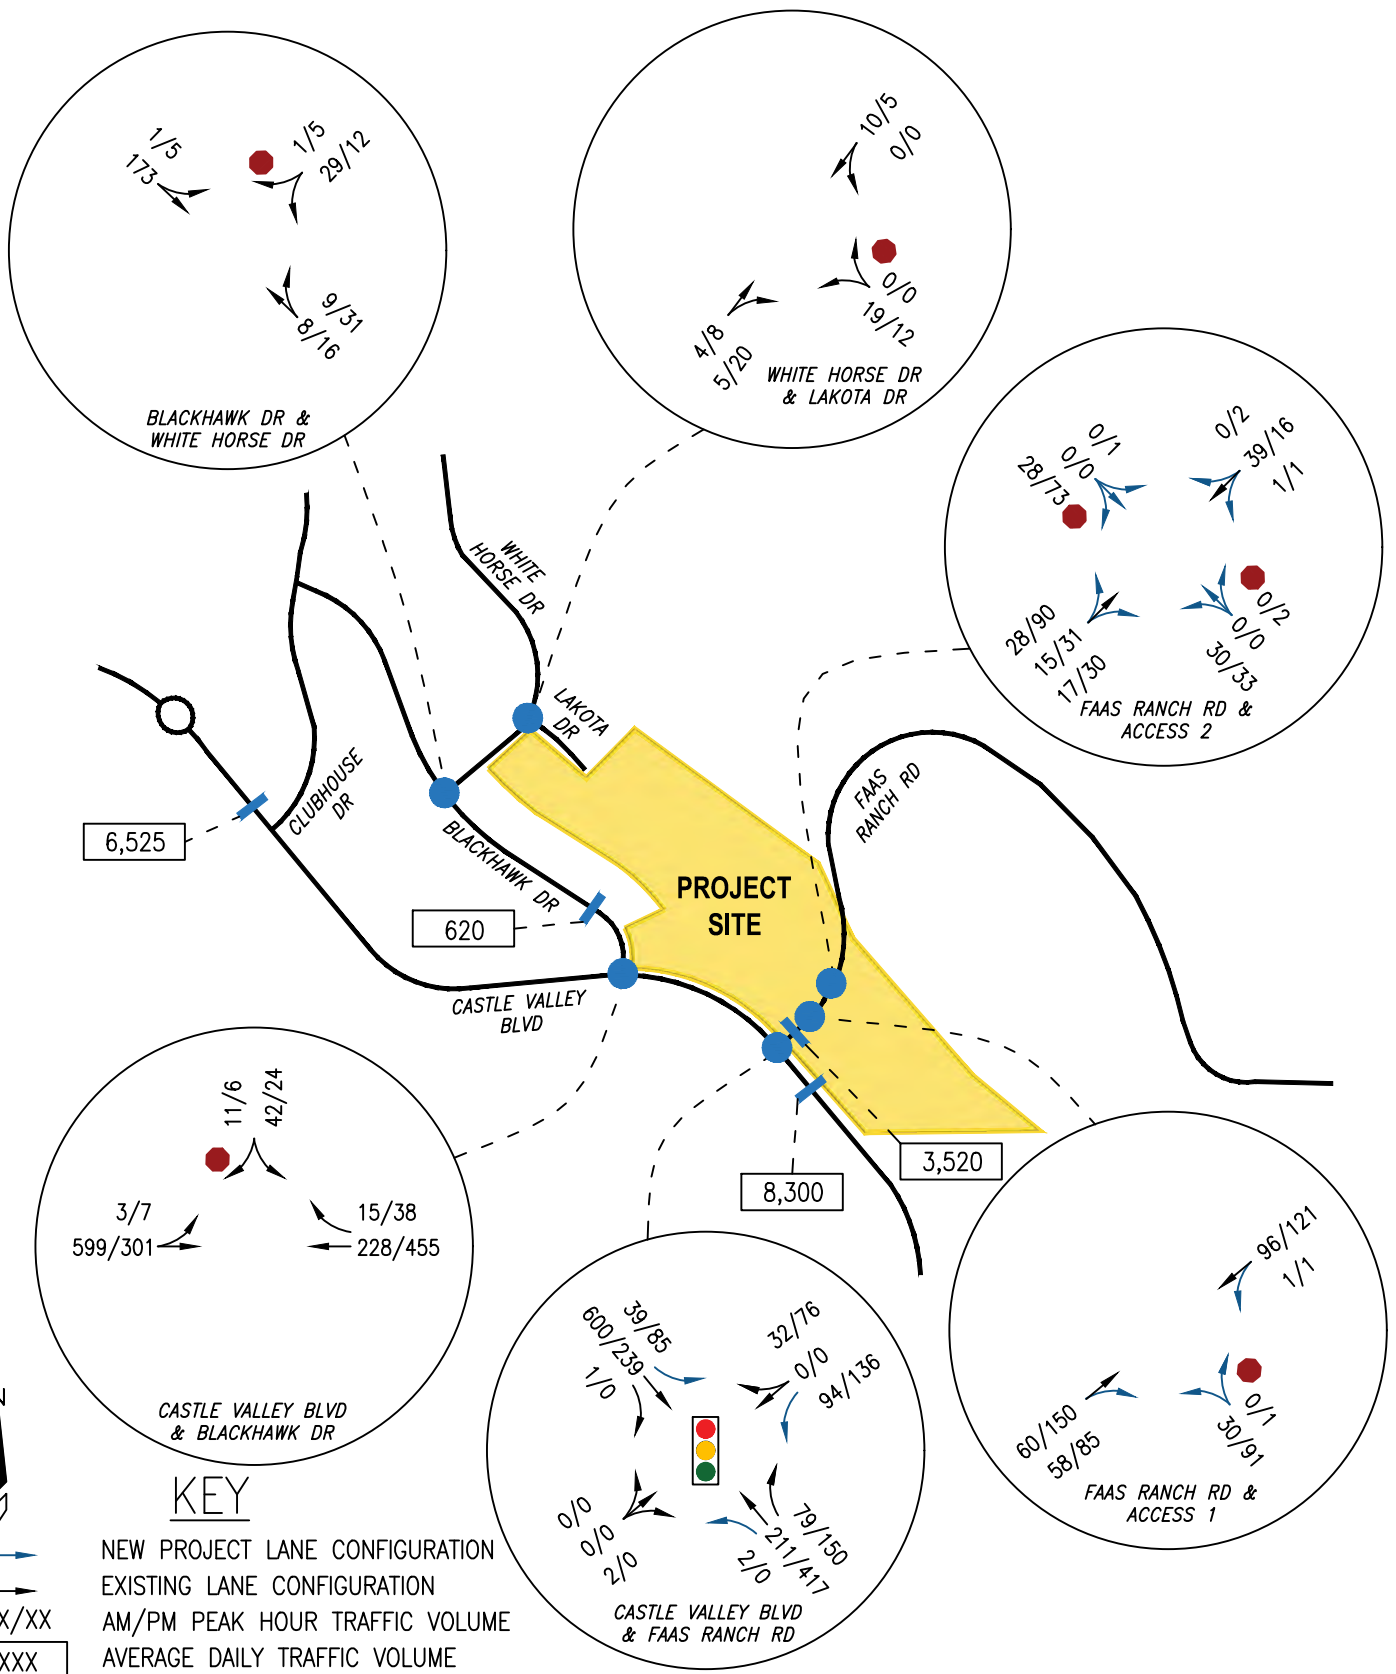 1/5
173
1/5
29/12
9/31
8/16
BLACKHAWK DR &
WHITE HORSE DR
10/5
0/0
0/0
19/12
4/8
5/20
WHITE HORSE DR
& LAKOTA DR
0/1
0/0
28/73
0/2
39/16
1/1
28/90
15/31
17/30
0/2
0/0
30/33
FAAS RANCH RD &
ACCESS 2
WHITE
HORSE DR
LAKOTA
DR
CLUBHOUSE
DR
6,525
BLACKHAWK DR
620
PROJECT
SITE
FAAS
RANCH RD
CASTLE VALLEY
BLVD
3,520
8,300
11/6
42/24
3/7
599/301
15/38
228/455
CASTLE VALLEY BLVD
& BLACKHAWK DR
39/85
600/239
1/0
32/76
0/0
94/136
0/0
0/0
2/0
79/150
211/417
2/0
CASTLE VALLEY BLVD
& FAAS RANCH RD
96/121
1/1
60/150
58/85
0/1
30/91
FAAS RANCH RD &
ACCESS 1
N
KEY
NEW PROJECT LANE CONFIGURATION
EXISTING LANE CONFIGURATION
X/XX AM/PM PEAK HOUR TRAFFIC VOLUME
XXX AVERAGE DAILY TRAFFIC VOLUME